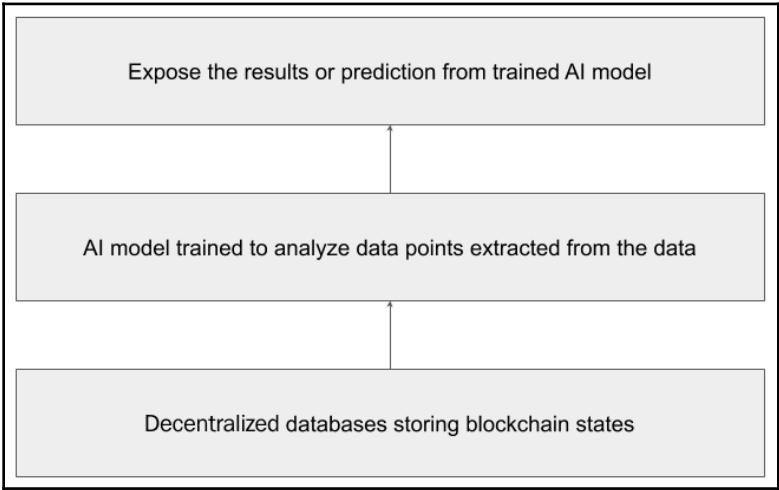 Expose the results or prediction from trained AI model
AI model trained to analyze data points extracted from the data
Decentralized databases storing blockchain states